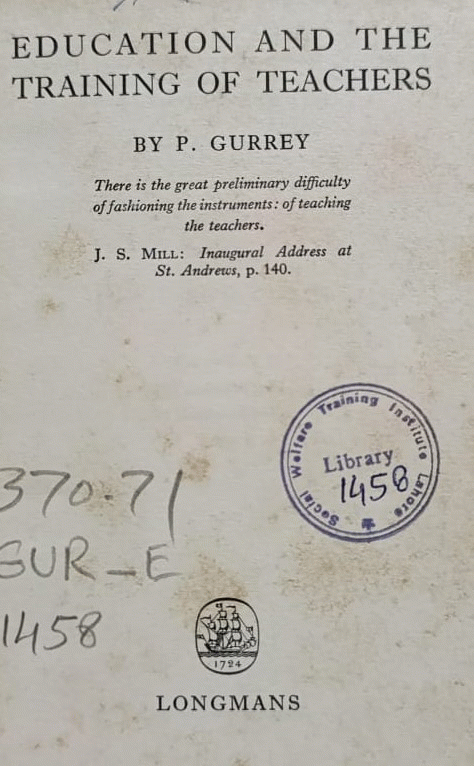 EDUCATION AND THE
TRAINING OF TEACHERS
BY P. GURREY
There is the great preliminary difficulty
of fashioning the instruments: of teaching
the teachers.
J. S. MILL: Inaugural Address at
St. Andrews, p. 140.
Social Welfare Training Institute Lahore
Library
1458
370.71
GUR_E
1458
1724
LONGMANS